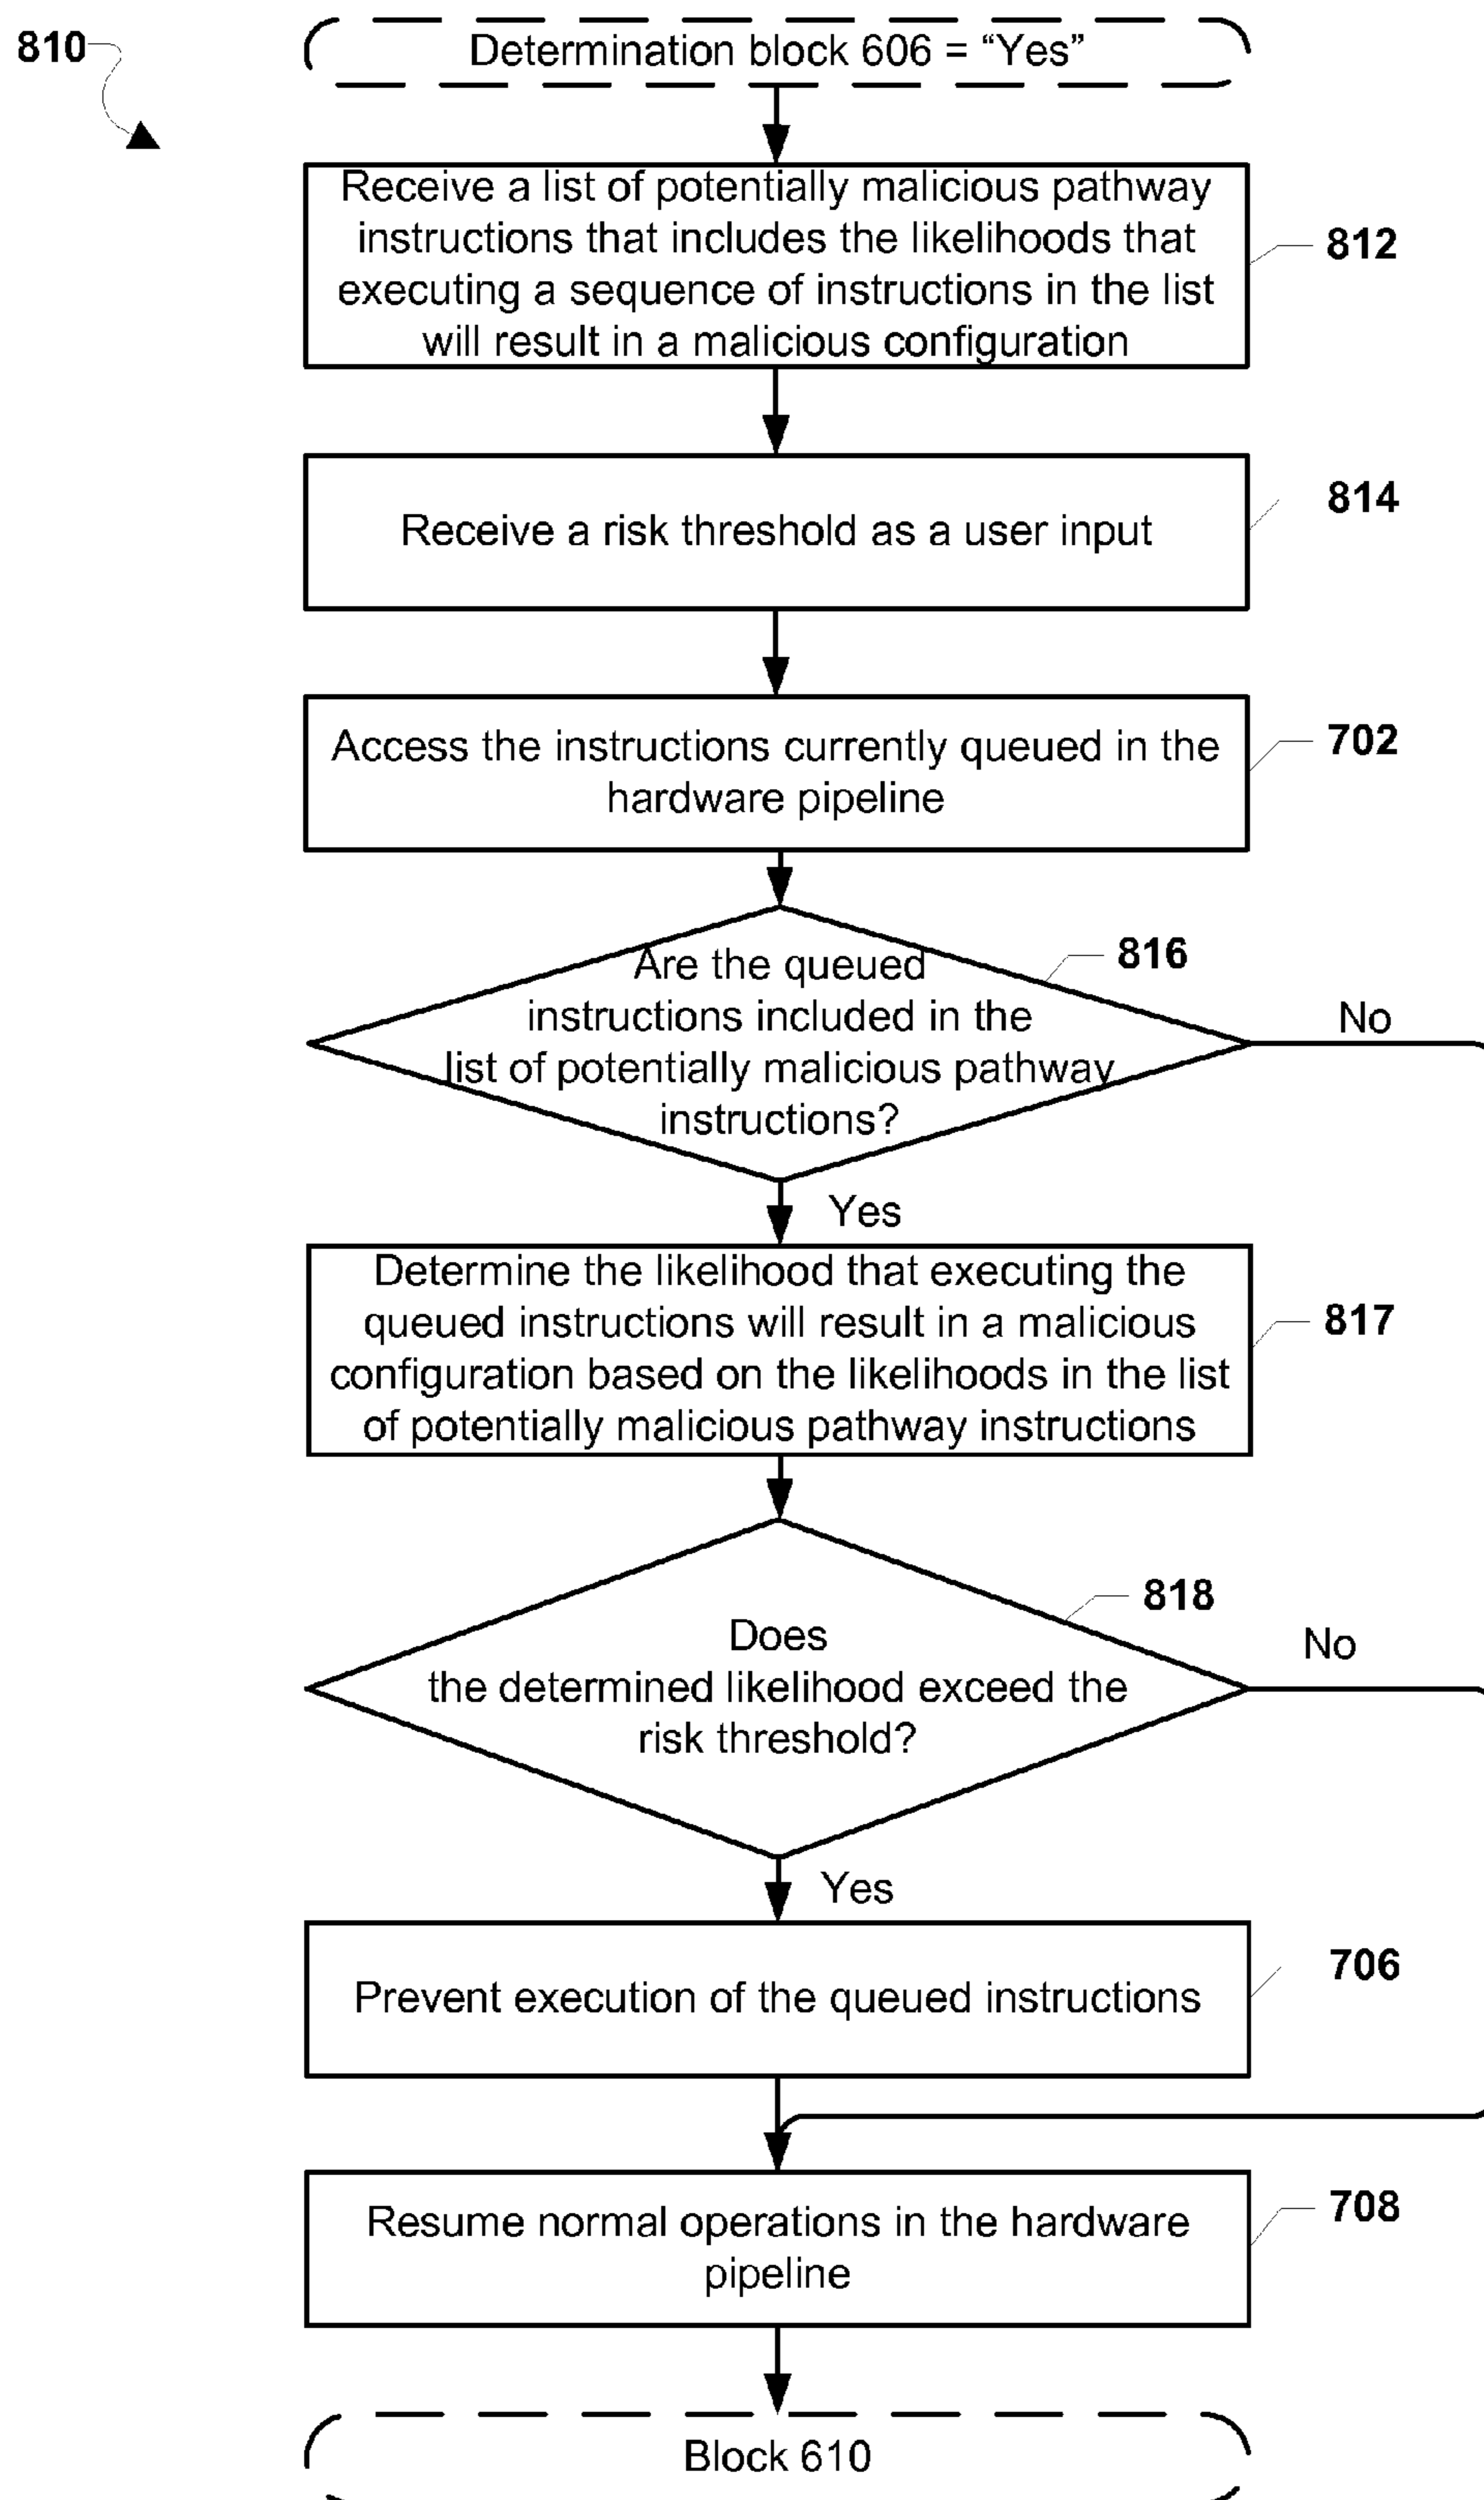 810
Determination block 606 = “Yes”
Receive a list of potentially malicious pathway
instructions that includes the likelihoods that
executing a sequence of instructions in the list
will result in a malicious configuration
812
Receive a risk threshold as a user input
814
Access the instructions currently queued in the
hardware pipeline
702
Are the queued
instructions included in the
list of potentially malicious pathway
instructions?
816
No
Yes
Determine the likelihood that executing the
queued instructions will result in a malicious
configuration based on the likelihoods in the list
of potentially malicious pathway instructions
817
Does
the determined likelihood exceed the
risk threshold?
818
No
Yes
Prevent execution of the queued instructions
706
Resume normal operations in the hardware
pipeline
708
Block 610